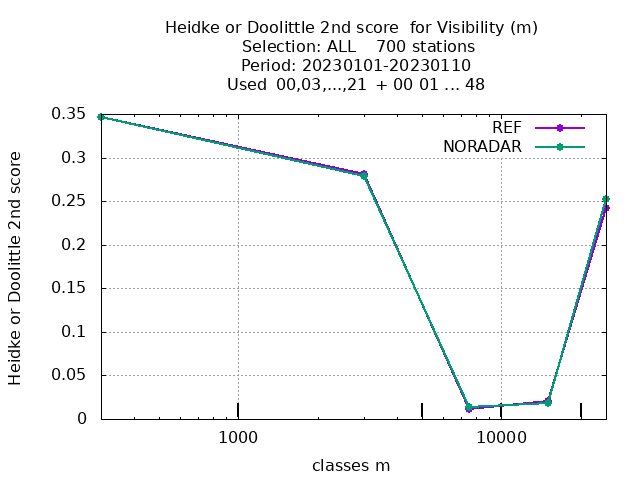 Heidke or Doolittle 2nd score  for Visibility (m)
Selection: ALL    700 stations
Period: 20230101-20230110
Used  00,03,...,21  + 00 01 ... 48
REF
NORADAR
Heidke or Doolittle 2nd score
0.35
0.3
0.25
0.2
0.15
0.1
0.05
0
1000
10000
classes m